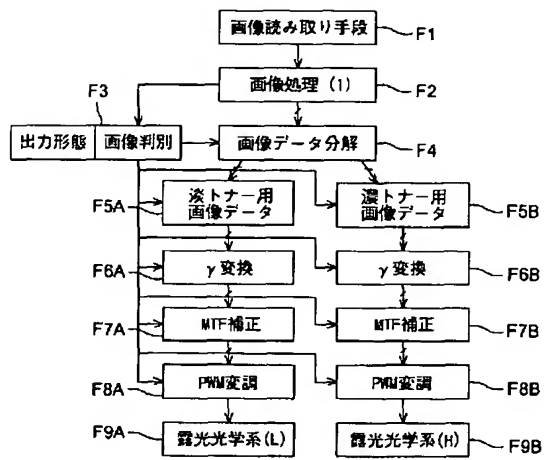 画像読み取り手段
F1
画像処理(1)
F2
F3
出力形態
画像判別
画像データ分解
F4
F5A
淡トナー用
画像データ
濃トナー用
画像データ
F5B
F6A
γ変換
γ変換
F6B
F7A
MTF補正
MTF補正
F7B
F8A
PWM変調
PWM変調
F8B
F9A
露光光学系(L)
露光光学系(H)
F9B